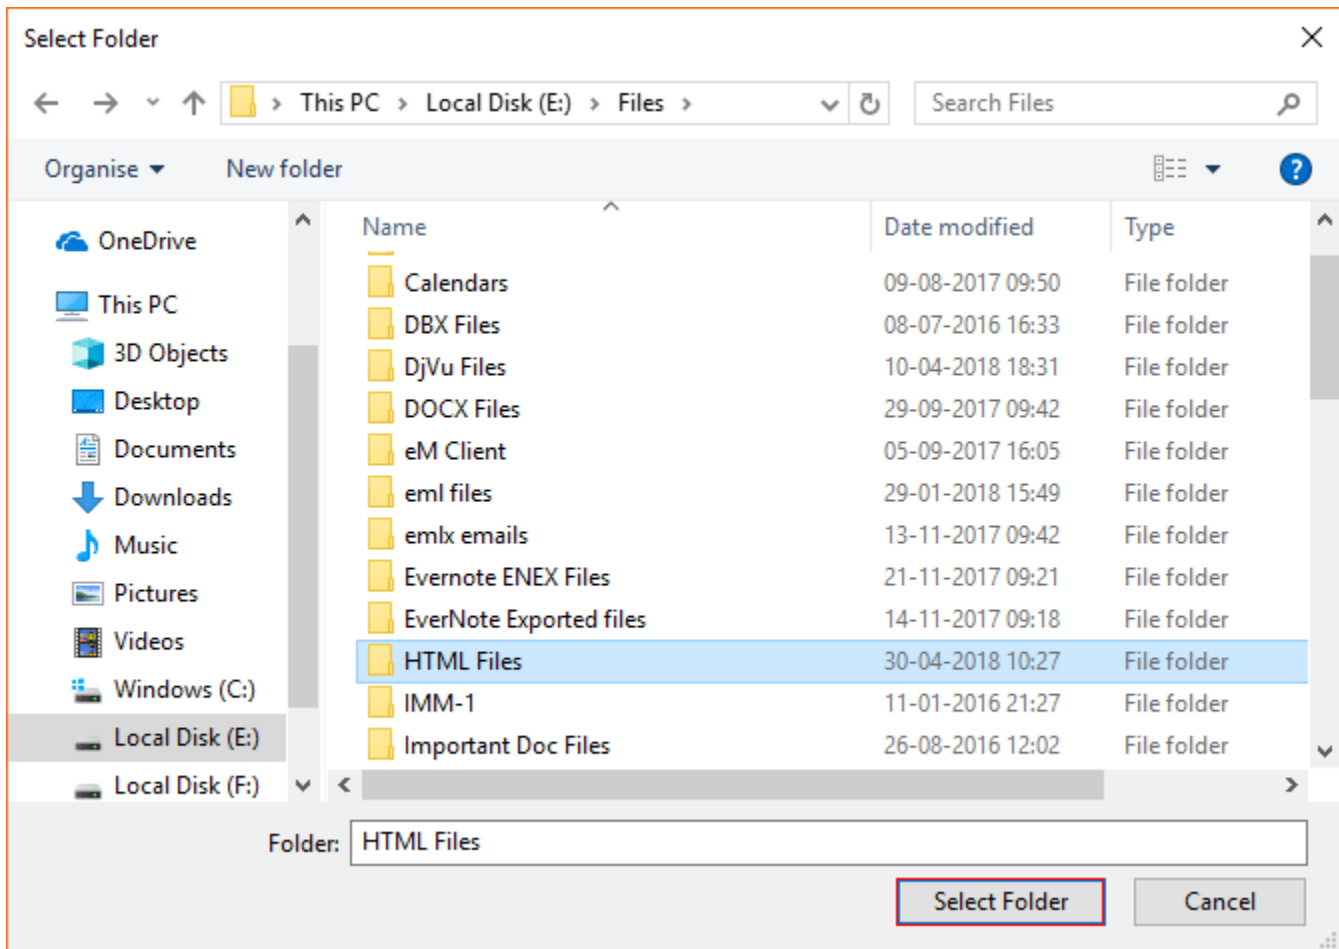 Select Folder
This PC > Local Disk (E:) > Files >
Search Files
Organise
New folder
?
OneDrive
This PC
3D Objects
Desktop
Documents
Downloads
Music
Pictures
Videos
Windows (C:)
Local Disk (E:)
Local Disk (F:)
Name Date modified Type
Calendars 09-08-2017 09:50 File folder
DBX Files 08-07-2016 16:33 File folder
DjVu Files 10-04-2018 18:31 File folder
DOCX Files 29-09-2017 09:42 File folder
eM Client 05-09-2017 16:05 File folder
eml files 29-01-2018 15:49 File folder
emlx emails 13-11-2017 09:42 File folder
Evernote ENEX Files 21-11-2017 09:21 File folder
EverNote Exported files 14-11-2017 09:18 File folder
HTML Files 30-04-2018 10:27 File folder
IMM-1 11-01-2016 21:27 File folder
Important Doc Files 26-08-2016 12:02 File folder
Folder: HTML Files
Select Folder Cancel